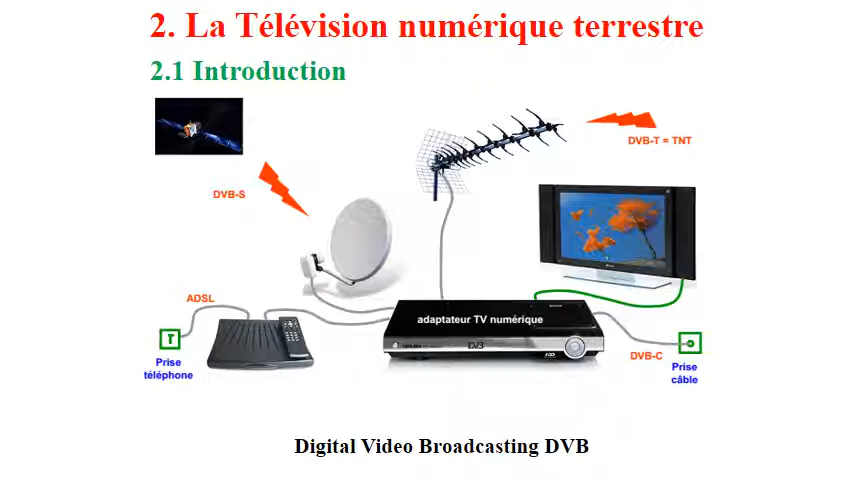 2. La Télévision numérique terrestre
2.1 Introduction
DVB-T = TNT
DVB-S
ADSL
adaptateur TV numérique
T
Prise
téléphone
DVB-C
Prise
câble
Digital Video Broadcasting DVB